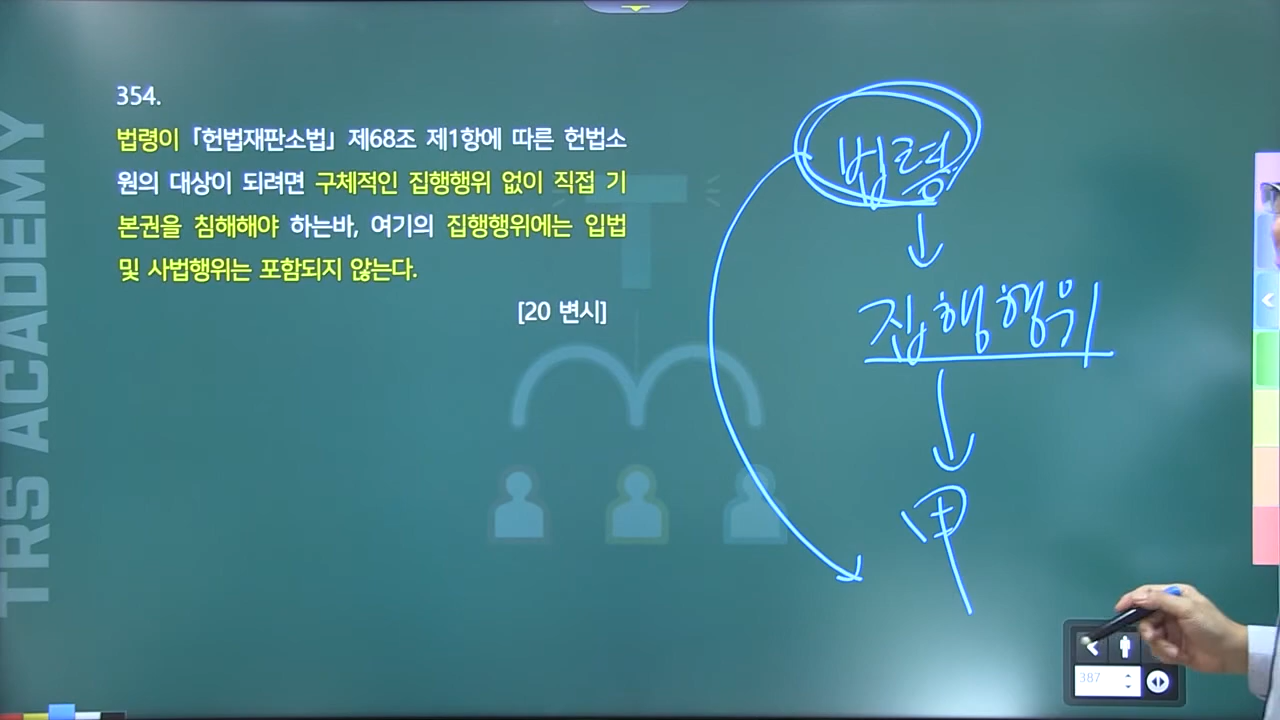 354.
법령이 「헌법재판소법」 제68조 제1항에 따른 헌법소
원의 대상이 되려면 구체적인 집행행위 없이 직접 기
본권을 침해해야 하는바, 여기의 집행행위에는 입법
및 사법행위는 포함되지 않는다.
[20 변시]
법령
집행행위
甲
TRS ACADEMY
387